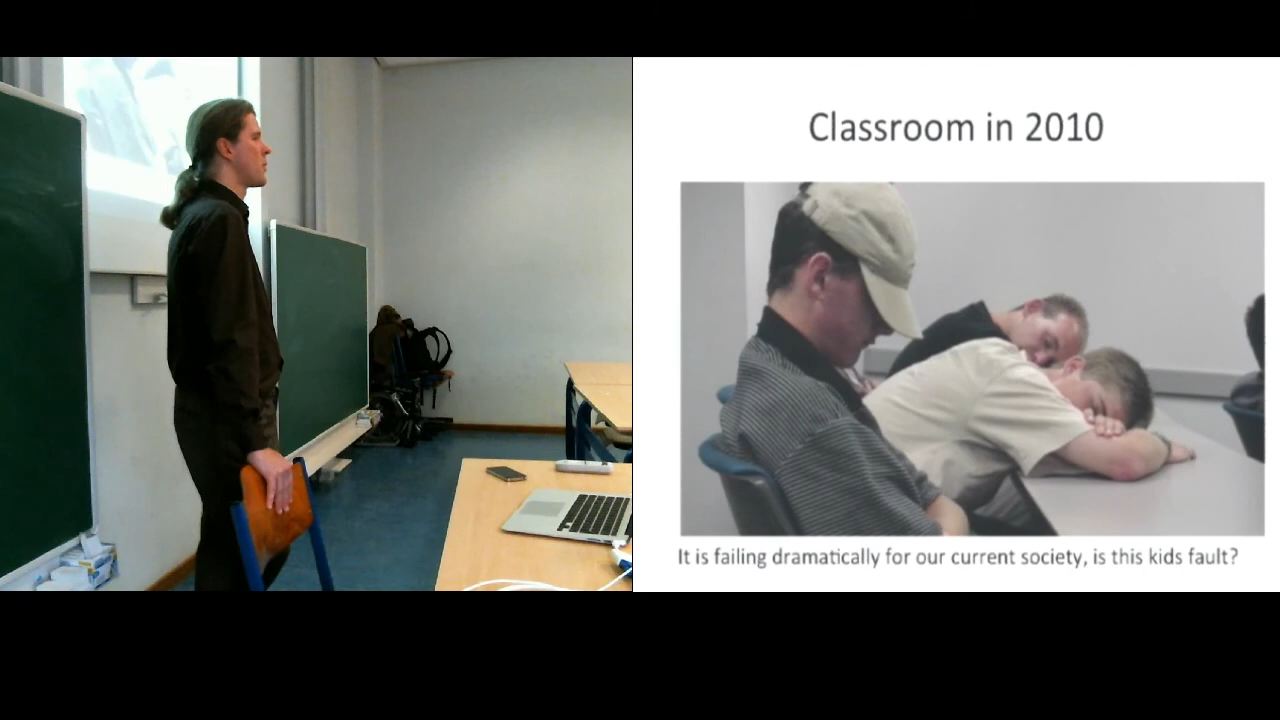 Classroom in 2010
It is failing dramatically for our current society, is this kids fault?